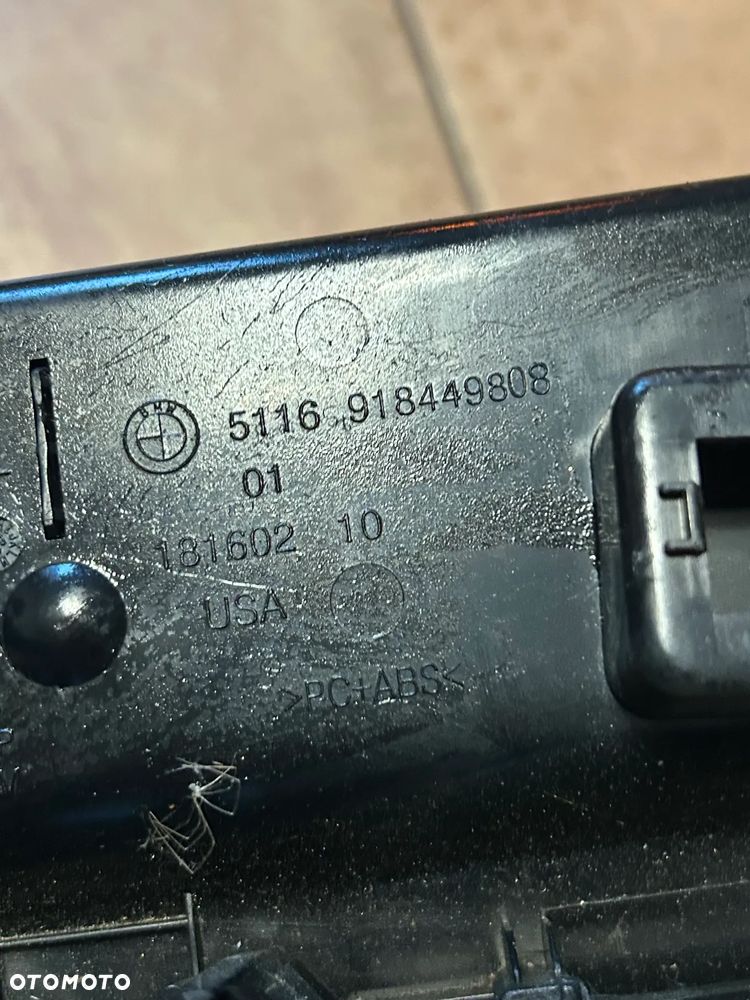 BMW
5116 918449808
01
181602 10
USA
>PC+ABS<
OTOMOTO